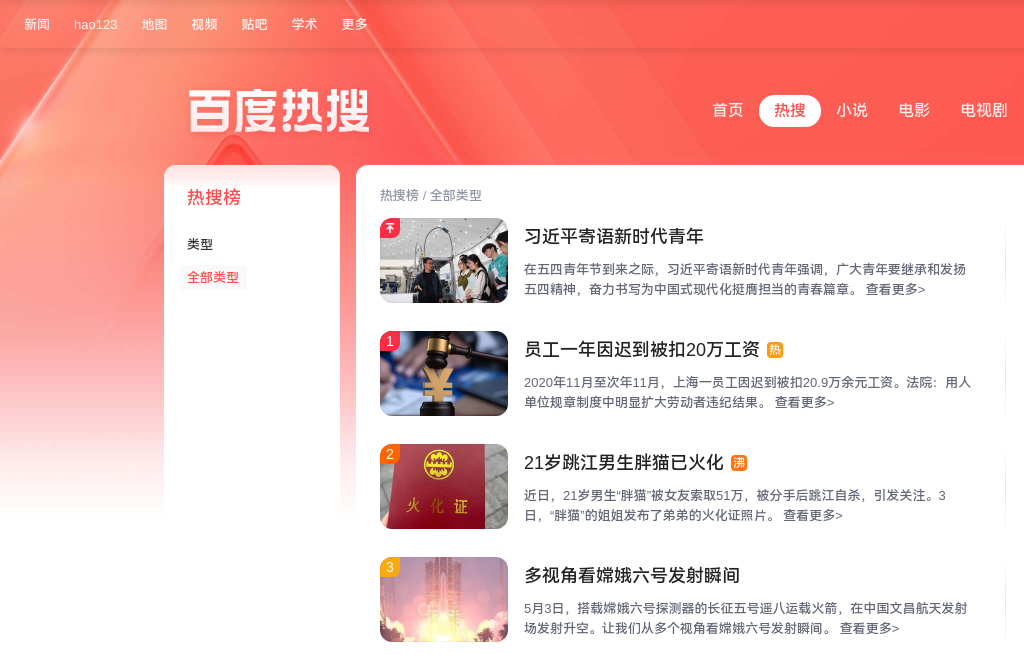 新闻 hao123 地图 视频 贴吧 学术 更多
百度热搜
首页 热搜 小说 电影 电视剧
热搜榜
类型
全部类型
热搜榜 / 全部类型
习近平寄语新时代青年
在五四青年节到来之际，习近平寄语新时代青年强调，广大青年要继承和发扬
五四精神，奋力书写为中国式现代化挺膺担当的青春篇章。 查看更多>
1
员工一年因迟到被扣20万工资 热
2020年11月至次年11月，上海一员工因迟到被扣20.9万余元工资。法院：用人
单位规章制度中明显扩大劳动者违纪结果。 查看更多>
2
火化证
21岁跳江男生胖猫已火化 沸
近日，21岁男生“胖猫”被女友索取51万，被分手后跳江自杀，引发关注。3
日，“胖猫”的姐姐发布了弟弟的火化证照片。 查看更多>
3
多视角看嫦娥六号发射瞬间
5月3日，搭载嫦娥六号探测器的长征五号遥八运载火箭，在中国文昌航天发射
场发射升空。让我们从多个视角看嫦娥六号发射瞬间。 查看更多>